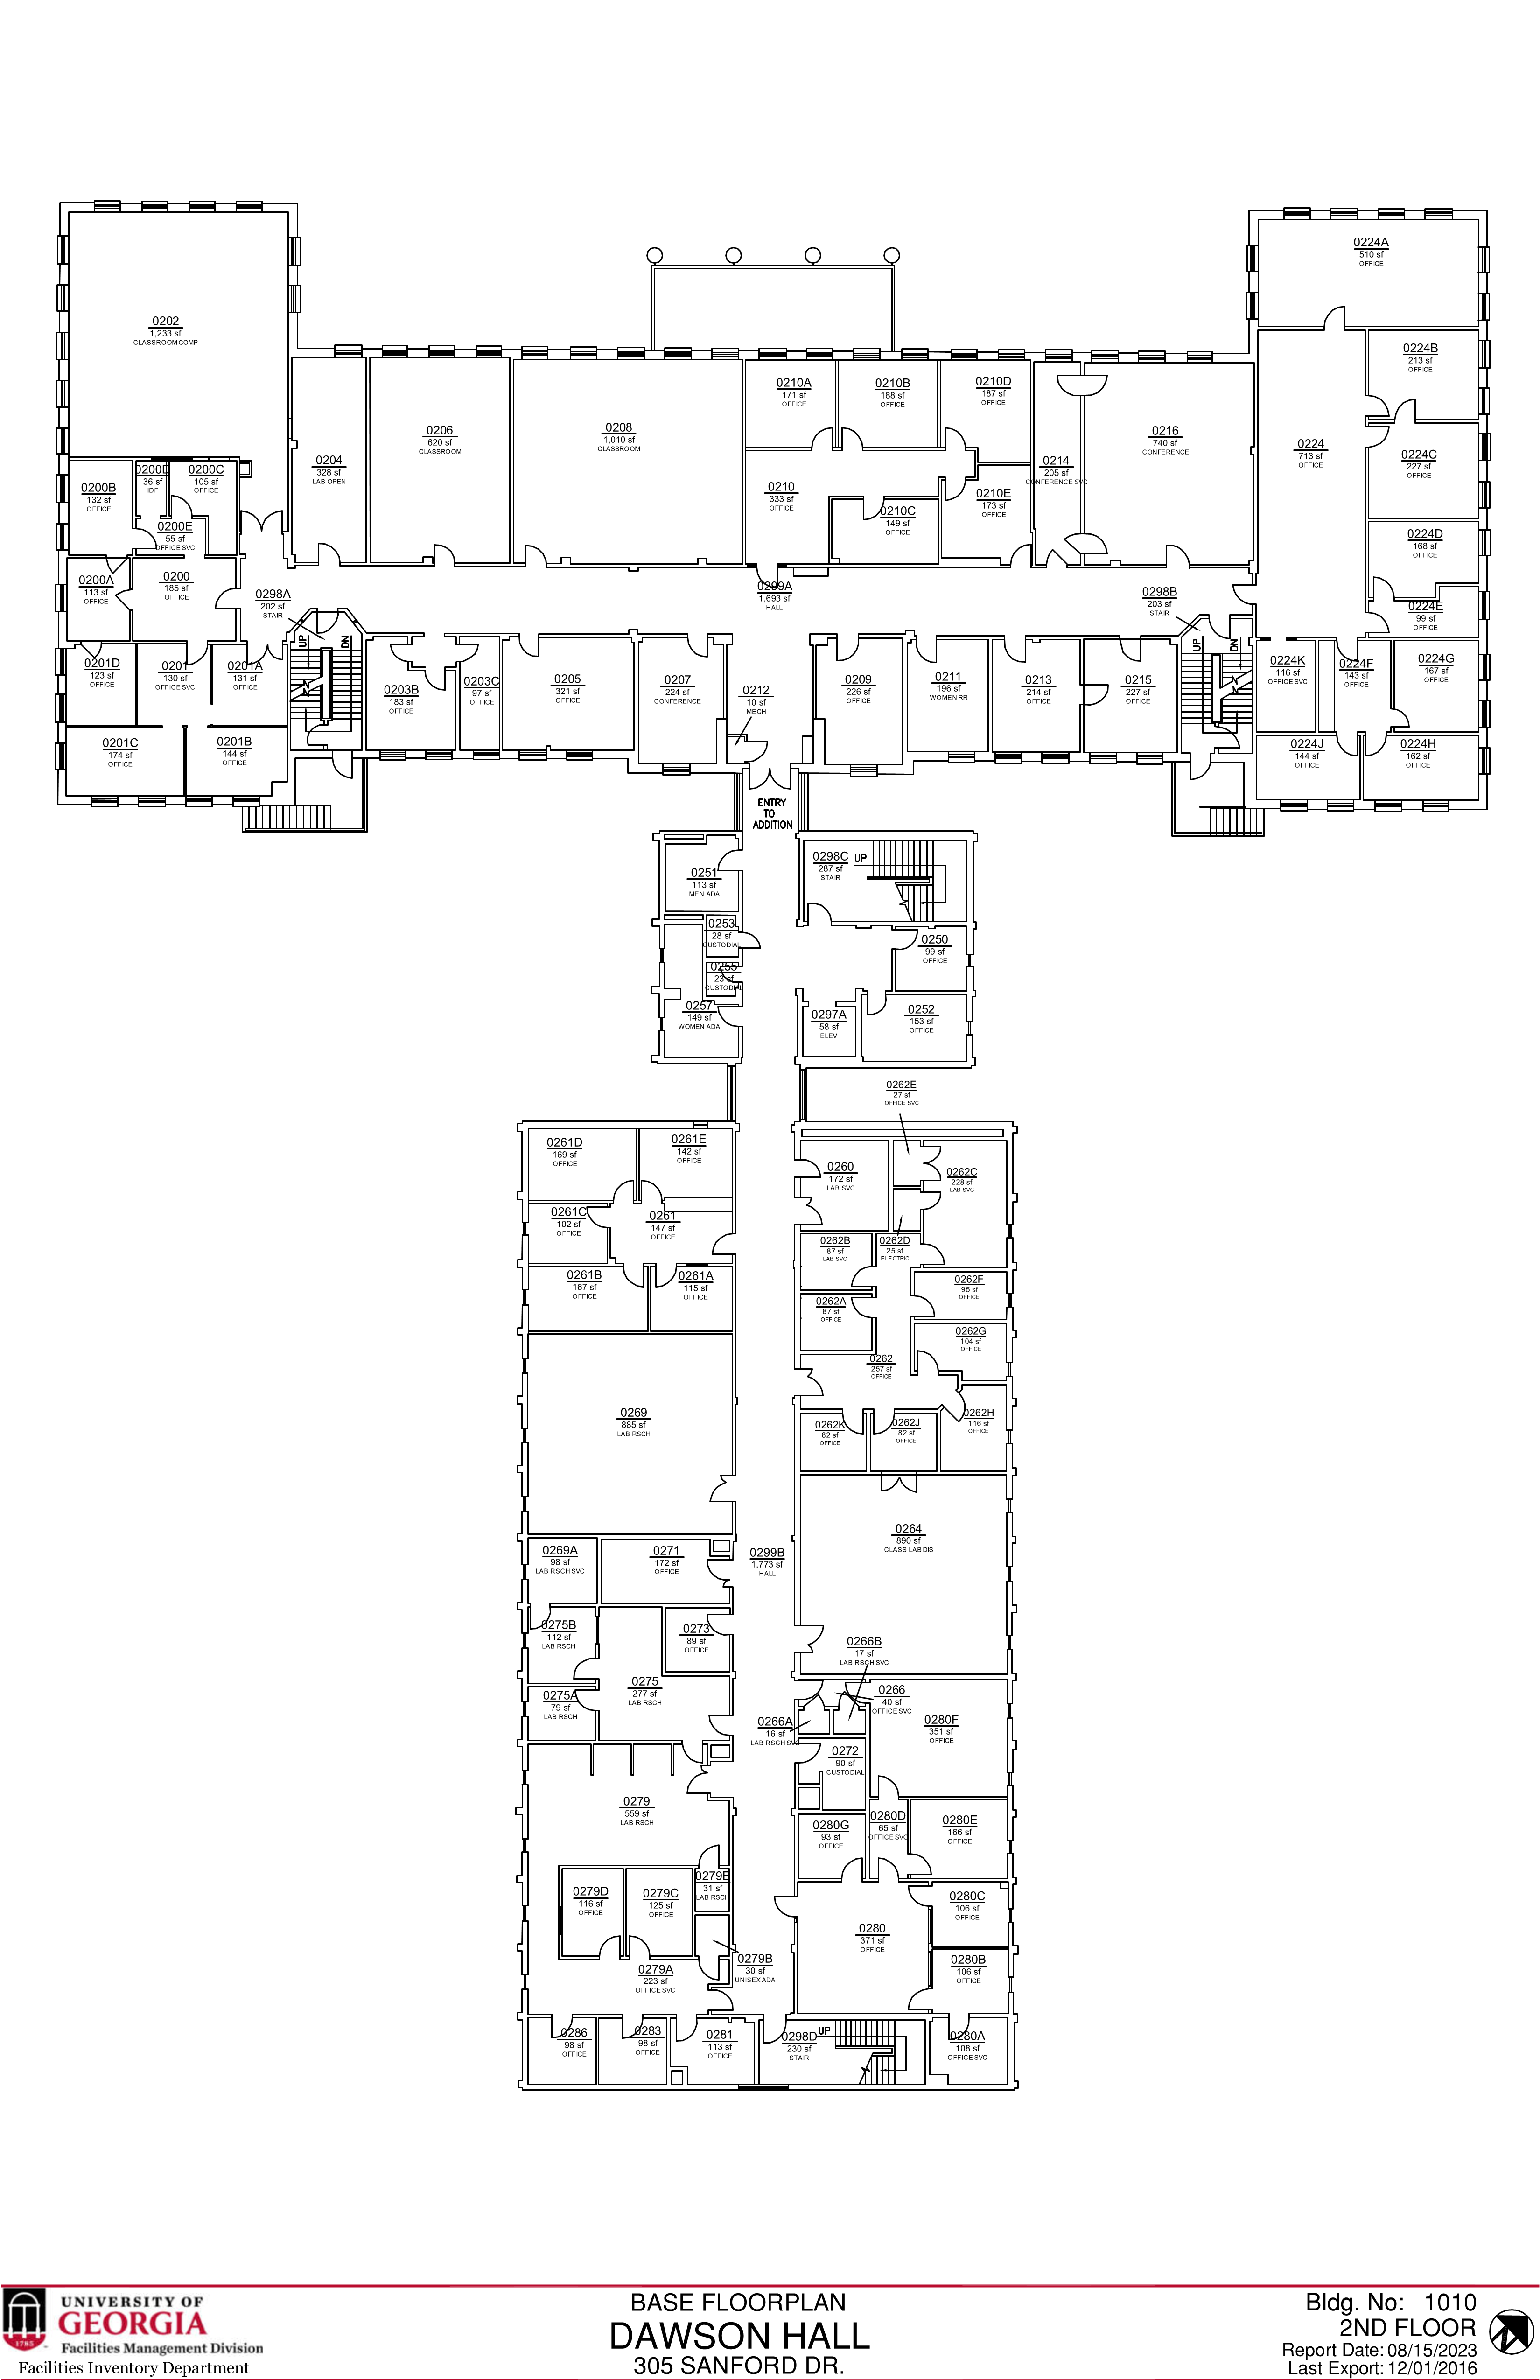 0224A
510 sf
OFFICE
0202
1,233 sf
CLASSROOM COMP
0224B
213 sf
OFFICE
0210A
171 sf
OFFICE
0210B
188 sf
OFFICE
0210D
187 sf
OFFICE
0206
620 sf
CLASSROOM
0208
1,010 sf
CLASSROOM
0216
740 sf
CONFERENCE
0224
713 sf
OFFICE
0224C
227 sf
OFFICE
0204
328 sf
LAB OPEN
0214
205 sf
CONFERENCE SVC
0200B
132 sf
OFFICE
0200D
36 sf
IDF
0200C
105 sf
OFFICE
0210
333 sf
OFFICE
0210E
173 sf
OFFICE
0210C
149 sf
OFFICE
0200E
55 sf
OFFICE SVC
0224D
168 sf
OFFICE
0200A
113 sf
OFFICE
0200
185 sf
OFFICE
0298A
202 sf
STAIR
0299A
1,693 sf
HALL
0298B
203 sf
STAIR
0224E
99 sf
OFFICE
UP
DN
UP
DN
0201D
123 sf
OFFICE
0201
130 sf
OFFICE SVC
0201A
131 sf
OFFICE
0203B
183 sf
OFFICE
0203C
97 sf
OFFICE
0205
321 sf
OFFICE
0207
224 sf
CONFERENCE
0212
10 sf
MECH
0209
226 sf
OFFICE
0211
196 sf
WOMEN RR
0213
214 sf
OFFICE
0215
227 sf
OFFICE
0224K
116 sf
OFFICE SVC
0224F
143 sf
OFFICE
0224G
167 sf
OFFICE
0201C
174 sf
OFFICE
0201B
144 sf
OFFICE
0224J
144 sf
OFFICE
0224H
162 sf
OFFICE
ENTRY
TO
ADDITION
0251
113 sf
MEN ADA
0298C
287 sf
STAIR
UP
0253
28 sf
CUSTODIAL
0250
99 sf
OFFICE
0255
23 sf
CUSTODIAL
0257
149 sf
WOMEN ADA
0297A
58 sf
ELEV
0252
153 sf
OFFICE
0262E
27 sf
OFFICE SVC
0261D
169 sf
OFFICE
0261E
142 sf
OFFICE
0260
172 sf
LAB SVC
0262C
228 sf
LAB SVC
0261C
102 sf
OFFICE
0261
147 sf
OFFICE
0262B
87 sf
LAB SVC
0262D
25 sf
ELECTRIC
0261B
167 sf
OFFICE
0261A
115 sf
OFFICE
0262F
95 sf
OFFICE
0262A
87 sf
OFFICE
0262G
104 sf
OFFICE
0262
257 sf
OFFICE
0269
885 sf
LAB RSCH
0262K
82 sf
OFFICE
0262J
82 sf
OFFICE
0262H
116 sf
OFFICE
0264
890 sf
CLASS LAB DIS
0269A
98 sf
LAB RSCH SVC
0271
172 sf
OFFICE
0299B
1,773 sf
HALL
0275B
112 sf
LAB RSCH
0273
89 sf
OFFICE
0266B
17 sf
LAB RSCH SVC
0275
277 sf
LAB RSCH
0275A
79 sf
LAB RSCH
0266
40 sf
OFFICE SVC
0266A
16 sf
LAB RSCH SVC
0280F
351 sf
OFFICE
0272
90 sf
CUSTODIAL
0279
559 sf
LAB RSCH
0280G
93 sf
OFFICE
0280D
65 sf
OFFICE SVC
0280E
166 sf
OFFICE
0279D
116 sf
OFFICE
0279C
125 sf
OFFICE
0279E
31 sf
LAB RSCH
0280C
106 sf
OFFICE
0280
371 sf
OFFICE
0279B
30 sf
UNISEX ADA
0280B
106 sf
OFFICE
0279A
223 sf
OFFICE SVC
0286
98 sf
OFFICE
0283
98 sf
OFFICE
0281
113 sf
OFFICE
0298D
230 sf
STAIR
UP
0280A
108 sf
OFFICE SVC
1785
UNIVERSITY OF
GEORGIA
Facilities Management Division
Facilities Inventory Department
BASE FLOORPLAN
DAWSON HALL
305 SANFORD DR.
Bldg. No: 1010
2ND FLOOR
Report Date: 08/15/2023
Last Export: 12/01/2016